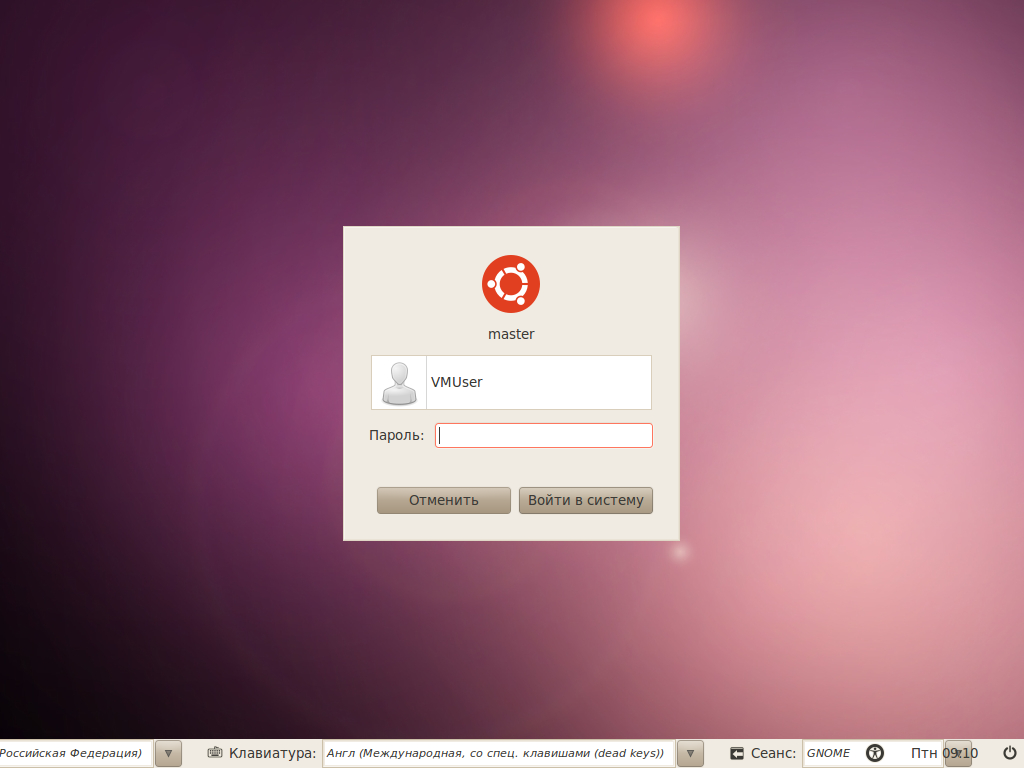 master
VMUser
Пароль:
Отменить
Войти в систему
Российская Федерация)
Клавиатура:
Англ (Международная, со спец. клавишами (dead keys))
Сеанс:
GNOME
Птн 09:10